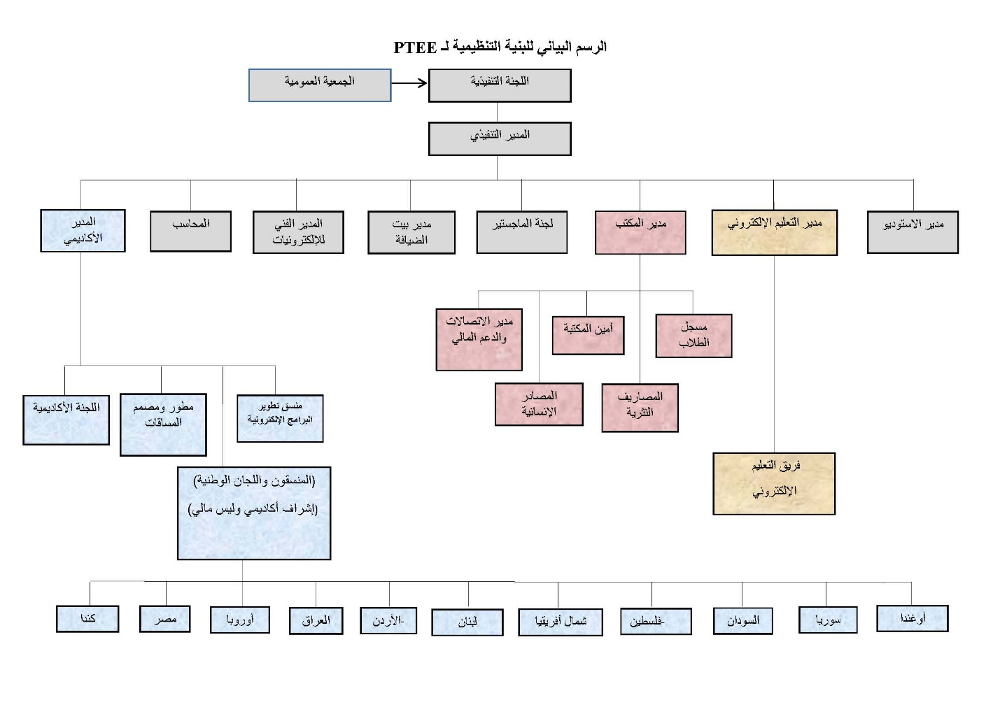 الرسم البياني للبنية التنظيمية لـ PTEE
اللجنة التنفيذية
الجمعية العمومية
المدير التنفيذي
مدير الاستوديو
مدير التعليم الإلكتروني
مدير المكتب
لجنة الماجستير
مدير بيت
الضيافة
المدير الفني
للإلكترونيات
المحاسب
المدير
الأكاديمي
مسجل
الطلاب
أمين المكتبة
مدير الاتصالات
والدعم المالي
المصاريف
النثرية
المصادر
الإنسانية
منسق تطوير
البرامج الإلكترونية
مطور ومصمم
المساقات
اللجنة الأكاديمية
فريق التعليم
الإلكتروني
(المنسقون واللجان الوطنية)
(إشراف أكاديمي وليس مالي)
أوغندا
سوريا
السودان
-فلسطين
شمال أفريقيا
لبنان
-الأردن
العراق
أوروبا
مصر
كندا